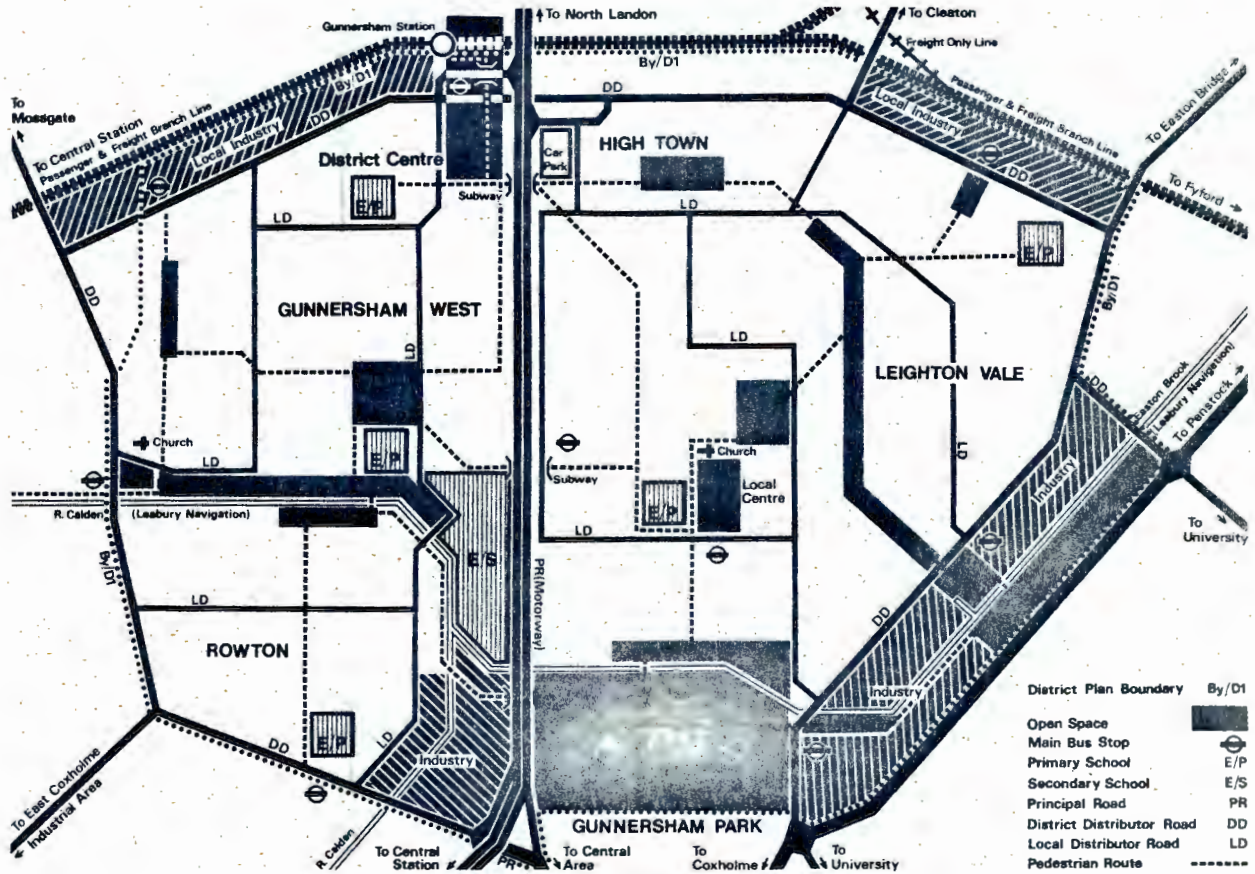 To North Landon
To Cleaton
Gunnersham Station
Freight Only Line
By/D1
By/D1
Passenger & Freight Branch Line
To Easton Bridge
To
Mossgate
To Central Station
Passenger & Freight Branch Line
Local Industry
DD
DD
Local
Industry
DD
To Fyford
District Centre
Car
Park
HIGH TOWN
Subway
E/P
LD
LD
E/P
DD
By/D1
GUNNERSHAM WEST
LD
LD
LEIGHTON VALE
DD
Easton Brook
(Leabury Navigation)
To Penstock
Church
E/P
LD
Church
LD
Subway
Local
Centre
Industry
R. Calden
(Leabury Navigation)
E/P
To
University
E/S
LD
By/D1
LD
PR(Motorway)
DD
ROWTON
Industry
E/P
DD
LD
Industry
To East Coxholme
Industrial Area
R. Calden
GUNNERSHAM PARK
To Central
Station
PR
To Central
Area
To
Coxholme
To
University
District Plan Boundary By/D1
Open Space
Main Bus Stop
Primary School E/P
Secondary School E/S
Principal Road PR
District Distributor Road DD
Local Distributor Road LD
Pedestrian Route